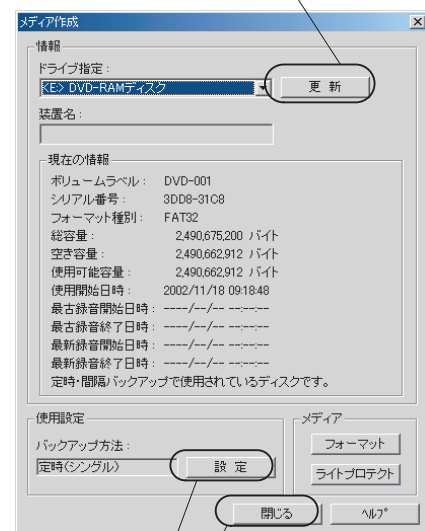 メディア作成
情報
ドライブ指定：
<E> DVD-RAMディスク
更 新
装置名：
現在の情報
ボリュームラベル： DVD-001
シリアル番号： 3DD8-31C8
フォーマット種別： FAT32
総容量： 2,490,675,200 バイト
空き容量： 2,490,662,912 バイト
使用可能容量： 2,490,662,912 バイト
使用開始日時： 2002/11/18 09:18:48
最古録音開始日時： ----/--/-- --:--:--
最古録音終了日時： ----/--/-- --:--:--
最新録音開始日時： ----/--/-- --:--:--
最新録音終了日時： ----/--/-- --:--:--
定時・間隔バックアップで使用されているディスクです。
使用設定
バックアップ方法：
定時(シングル)
設 定
メディア
フォーマット
ライトプロテクト
閉じる
ﾍﾙﾌﾟ